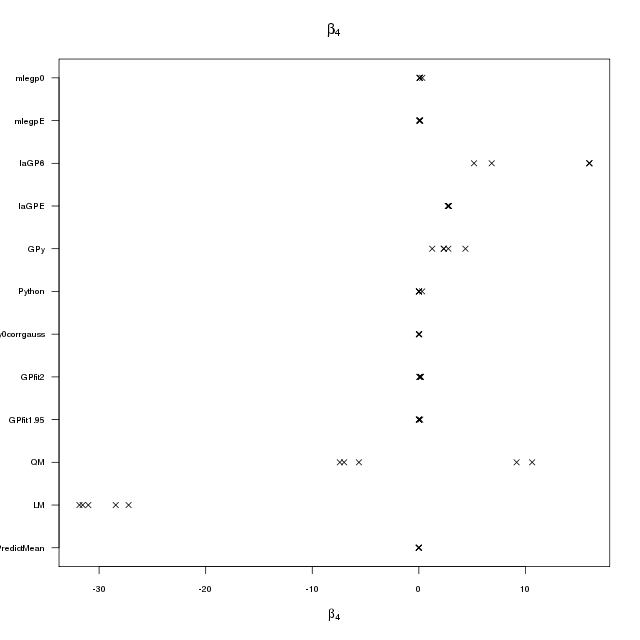 β4
mlegp0
mlegpE
laGP6
laGPE
GPy
Python
y0corrgauss
GPfit2
GPfit1.95
QM
LM
PredictMean
-30 -20 -10 0 10
β4